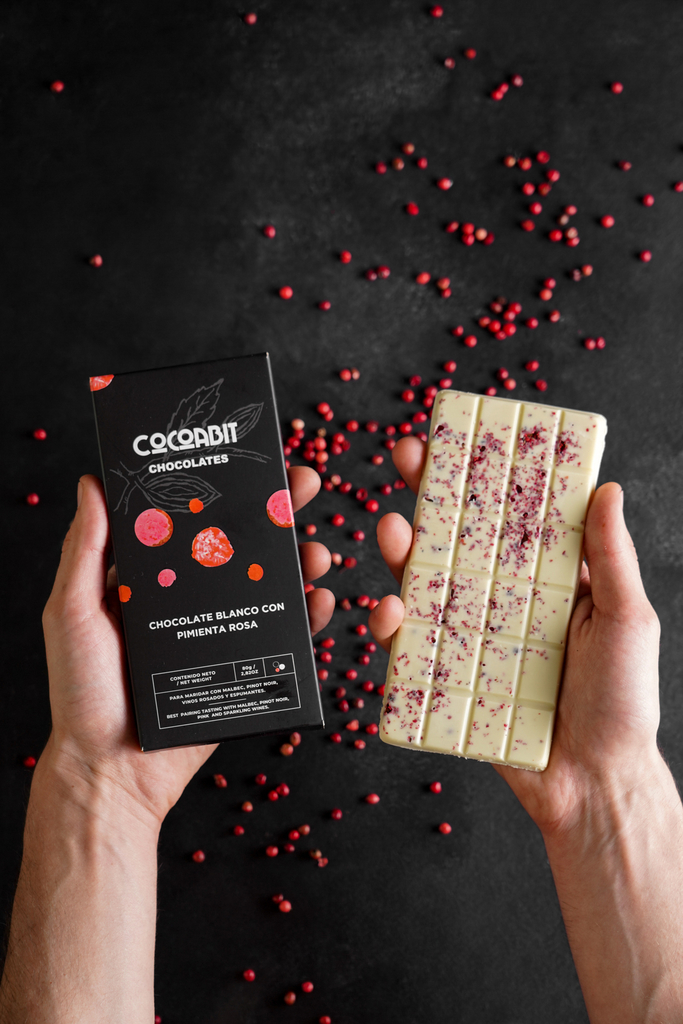 COCOABIT
CHOCOLATES
CHOCOLATE BLANCO CON
PIMIENTA ROSA
CONTENIDO NETO
/ NET WEIGHT
80g /
2,82OZ
PARA MARIDAR CON MALBEC, PINOT NOIR,
VINOS ROSADOS Y ESPUMANTES.
BEST PAIRING TASTING WITH MALBEC, PINOT NOIR,
PINK AND SPARKLING WINES.